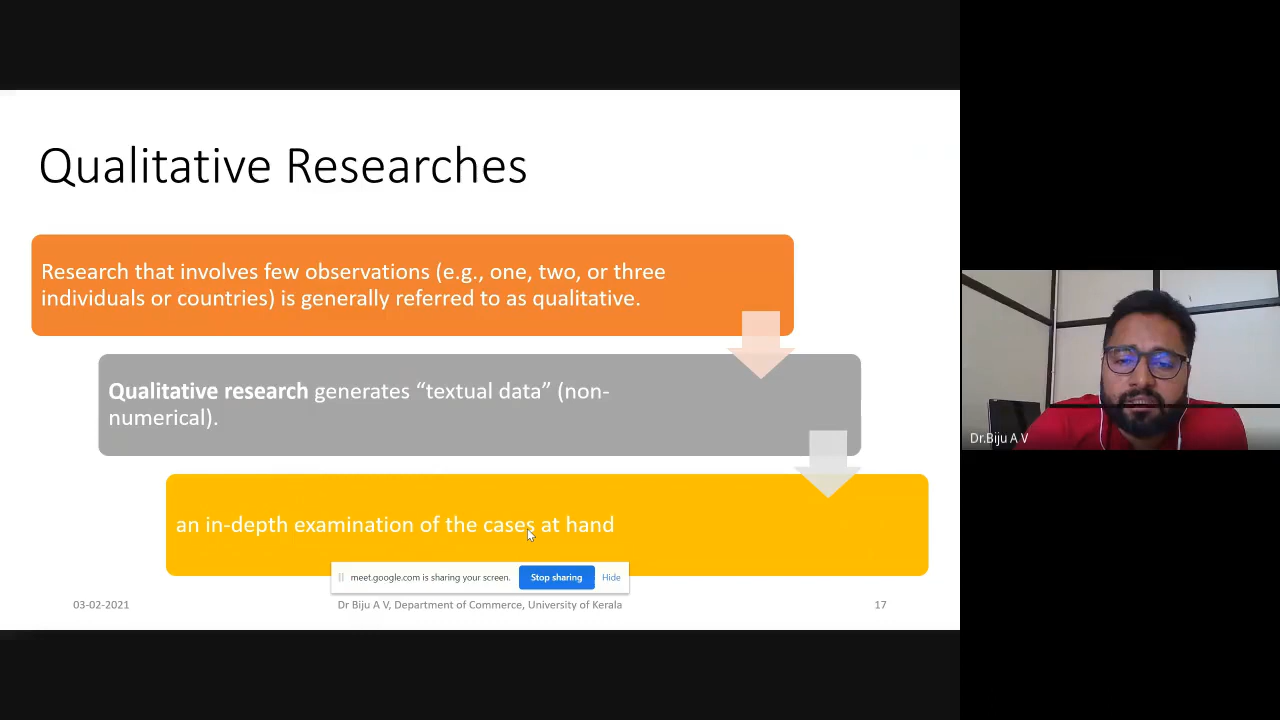 Qualitative Researches
Research that involves few observations (e.g., one, two, or three
individuals or countries) is generally referred to as qualitative.
Qualitative research generates “textual data” (non-
numerical).
an in-depth examination of the cases at hand
meet.google.com is sharing your screen. Stop sharing Hide
03-02-2021 Dr Biju A V, Department of Commerce, University of Kerala 17
Dr.Biju A V